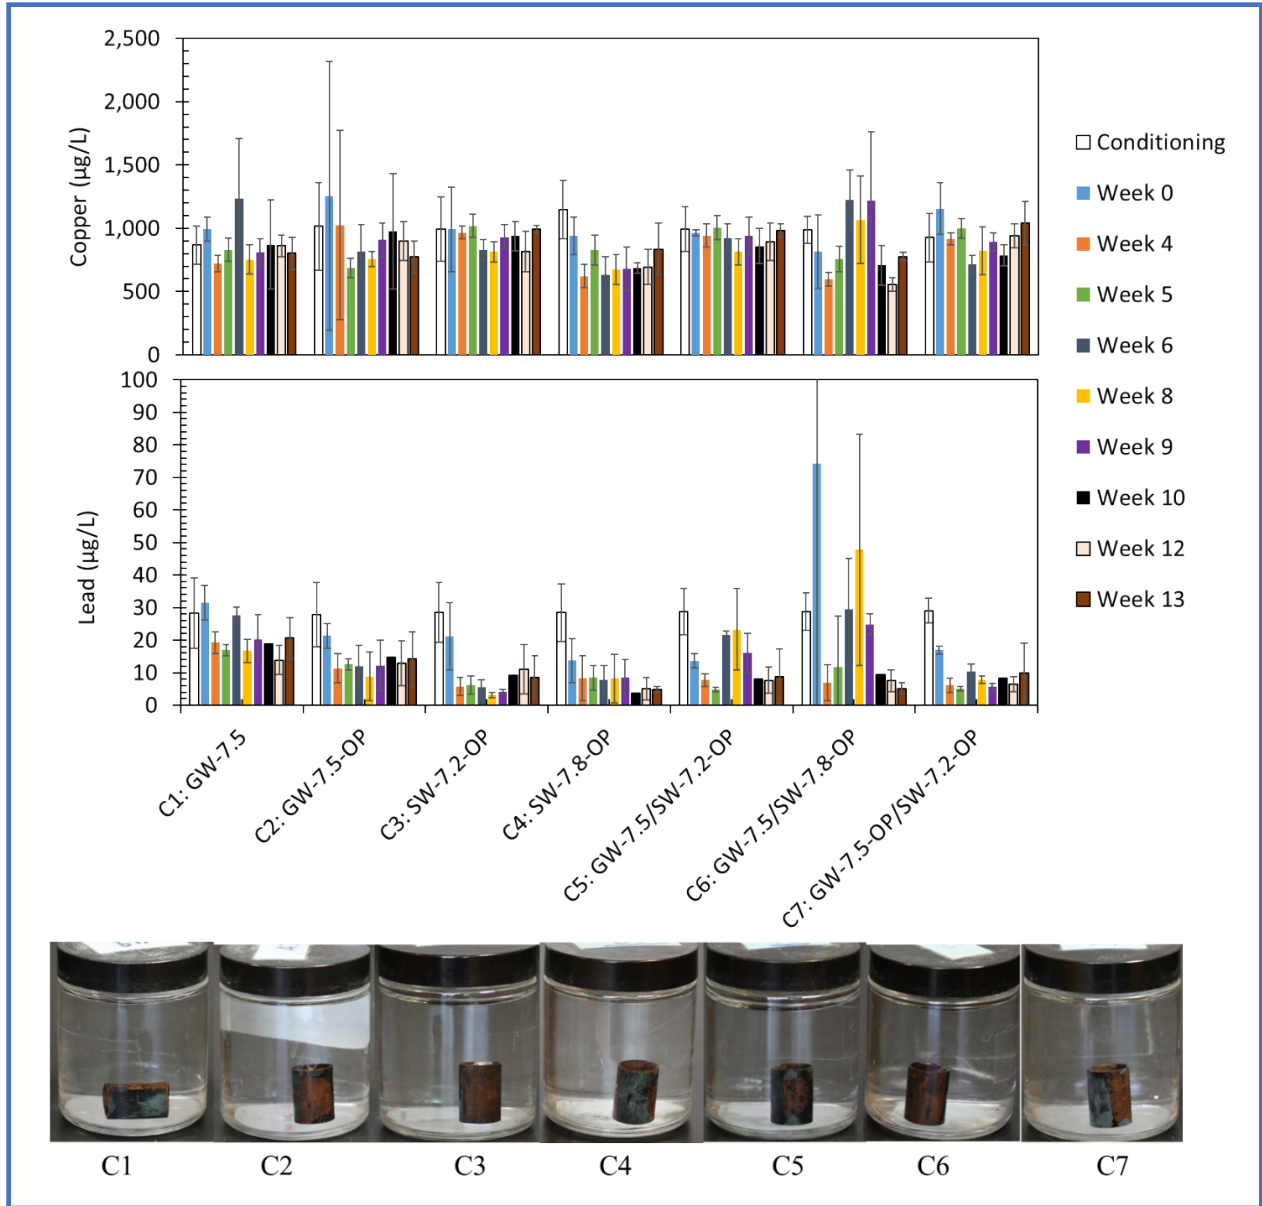 2,500
2,000
1,500
1,000
500
0
Copper (µg/L)
Conditioning
Week 0
Week 4
Week 5
Week 6
Week 8
Week 9
Week 10
Week 12
Week 13
100
90
80
70
60
50
40
30
20
10
0
Lead (µg/L)
C1: GW-7.5
C2: GW-7.5-OP
C3: SW-7.2-OP
C4: SW-7.8-OP
C5: GW-7.5/SW-7.2-OP
C6: GW-7.5/SW-7.8-OP
C7: GW-7.5-OP/SW-7.2-OP
C1 C2 C3 C4 C5 C6 C7